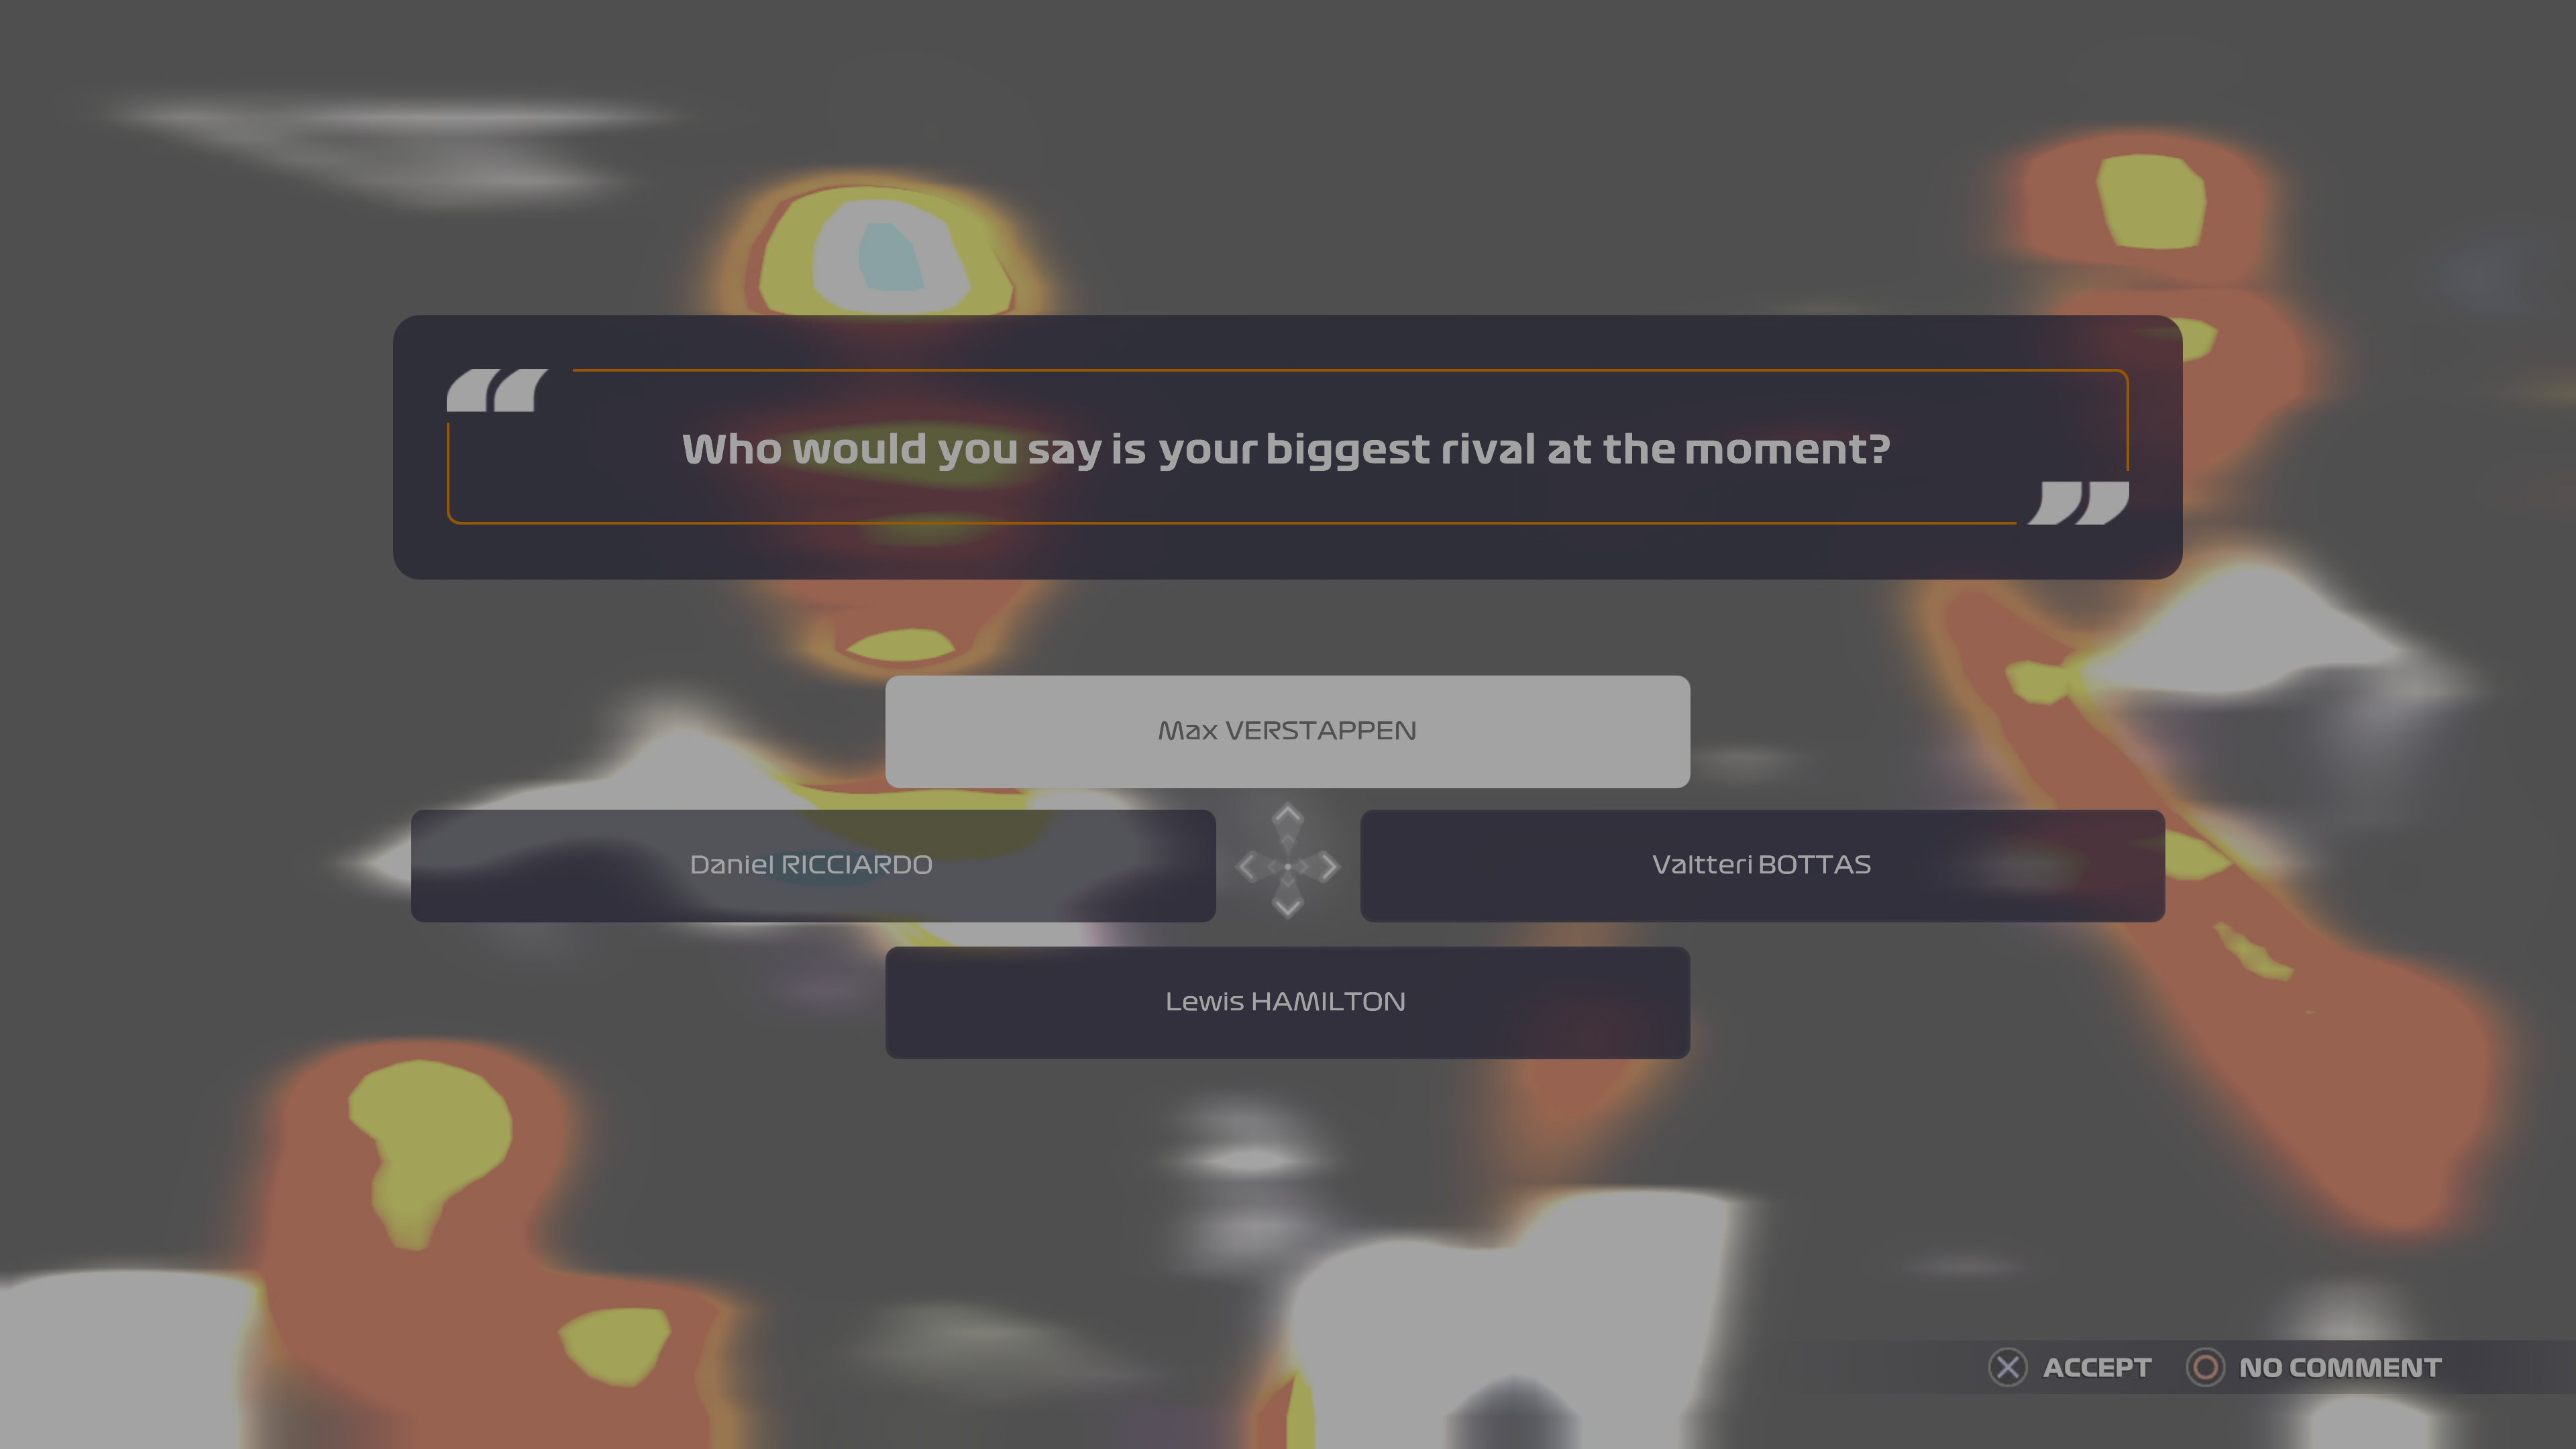 “
Who would you say is your biggest rival at the moment?
”
Max VERSTAPPEN
Daniel RICCIARDO
Valtteri BOTTAS
Lewis HAMILTON
ACCEPT NO COMMENT